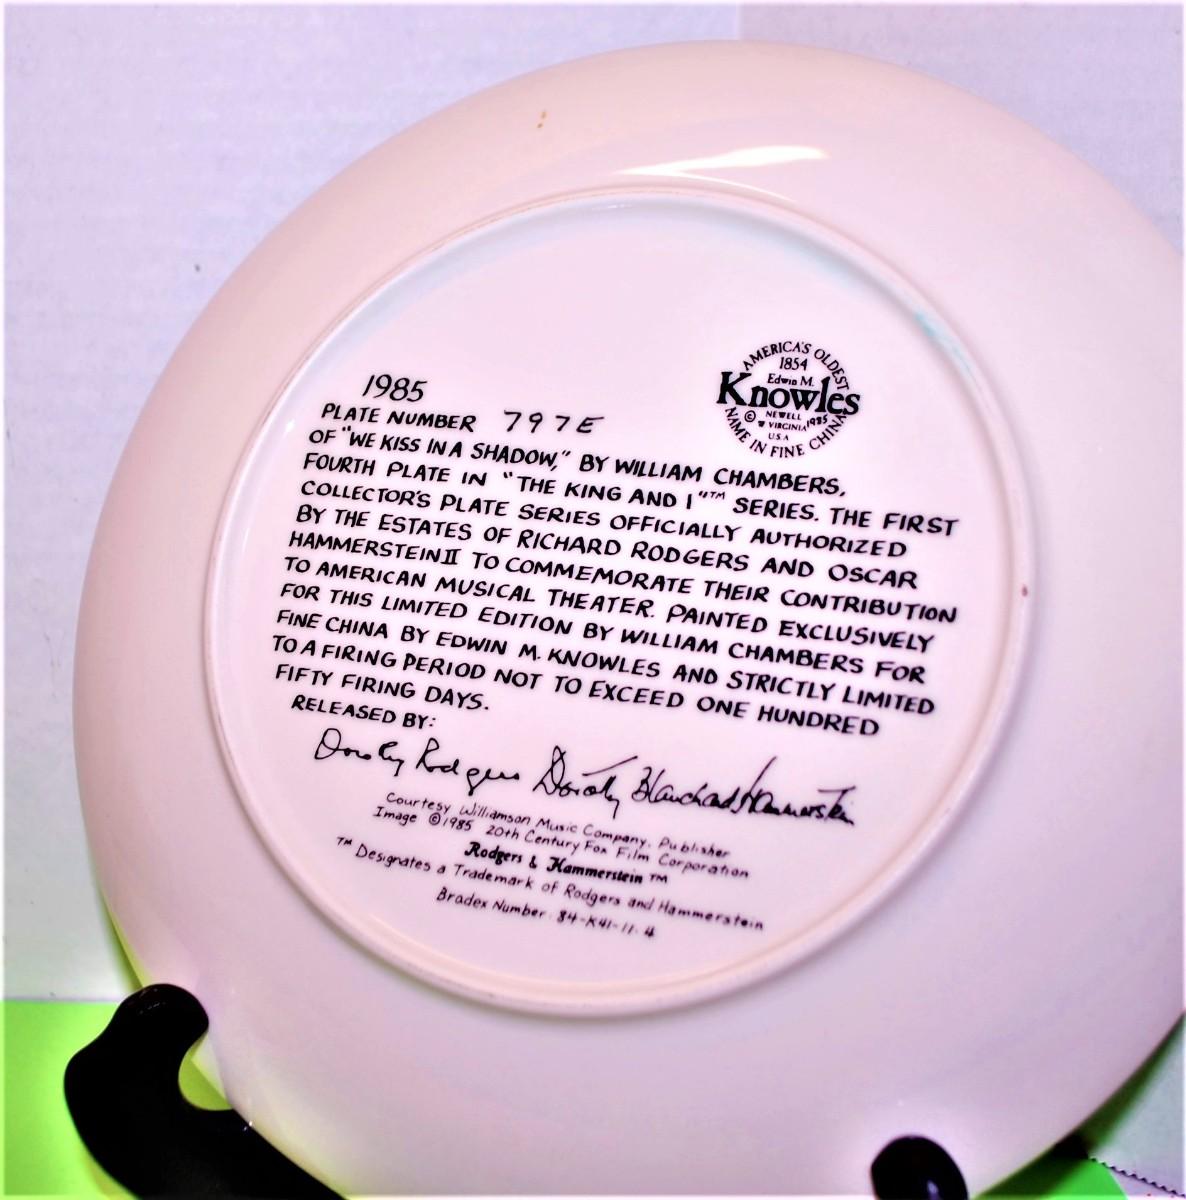 AMERICA'S OLDEST
1854
Edwin M.
Knowles
© NEWELL 1985
W VIRGINIA
U.S.A
NAME IN FINE CHINA
1985
PLATE NUMBER 797E
OF "WE KISS IN A SHADOW," BY WILLIAM CHAMBERS,
FOURTH PLATE IN "THE KING AND I"™ SERIES. THE FIRST
COLLECTOR'S PLATE SERIES OFFICIALLY AUTHORIZED
BY THE ESTATES OF RICHARD RODGERS AND OSCAR
HAMMERSTEIN II TO COMMEMORATE THEIR CONTRIBUTION
TO AMERICAN MUSICAL THEATER. PAINTED EXCLUSIVELY
FOR THIS LIMITED EDITION BY WILLIAM CHAMBERS FOR
FINE CHINA BY EDWIN M. KNOWLES AND STRICTLY LIMITED
TO A FIRING PERIOD NOT TO EXCEED ONE HUNDRED
FIFTY FIRING DAYS.
RELEASED BY:
Dorothy Rodgers Dorothy Blanchard Hammerstein
Courtesy Williamson Music Company, Publisher
Image ©1985 20th Century Fox Film Corporation
Rodgers & Hammerstein ™
™ Designates a Trademark of Rodgers and Hammerstein
Bradex Number: 84-K41-11.4